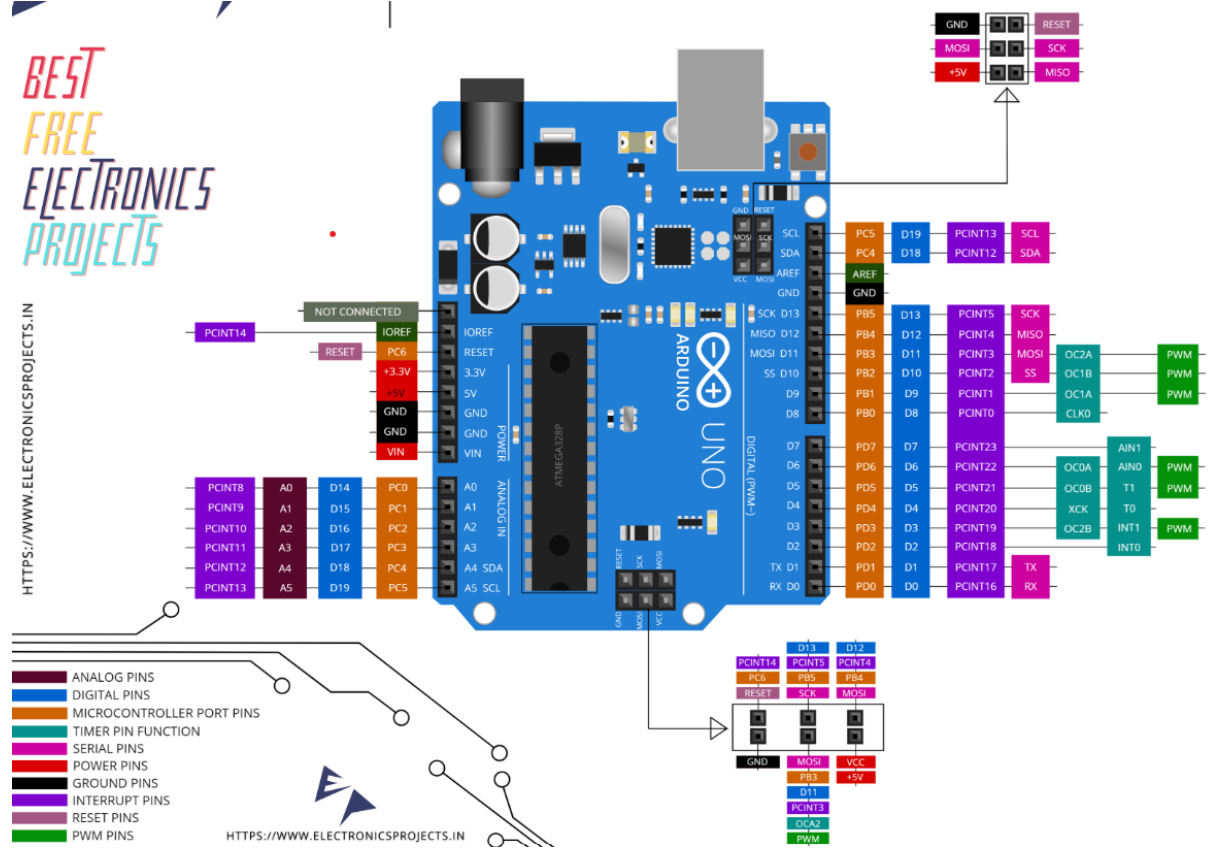 BEST
FREE
ELECTRONICS
PROJECTS
HTTPS://WWW.ELECTRONICSPROJECTS.IN
GND RESET
MOSI SCK
+5V MISO
GND RESET
MOSI SCK
VCC MOSI
SCL PC5 D19 PCINT13 SCL
SDA PC4 D18 PCINT12 SDA
AREF AREF
GND GND
SCK D13 PB5 D13 PCINT5 SCK
MISO D12 PB4 D12 PCINT4 MISO
MOSI D11 PB3 D11 PCINT3 MOSI OC2A PWM
SS D10 PB2 D10 PCINT2 SS OC1B PWM
D9 PB1 D9 PCINT1 OC1A PWM
D8 PB0 D8 PCINT0 CLK0
D7 PD7 D7 PCINT23 AIN1
D6 PD6 D6 PCINT22 OC0A AIN0 PWM
D5 PD5 D5 PCINT21 OC0B T1 PWM
D4 PD4 D4 PCINT20 XCK T0
D3 PD3 D3 PCINT19 OC2B INT1 PWM
D2 PD2 D2 PCINT18 INT0
TX D1 PD1 D1 PCINT17 TX
RX D0 PD0 D0 PCINT16 RX
NOT CONNECTED
PCINT14 IOREF IOREF
RESET PC6 RESET
+3.3V 3.3V
+5V 5V
GND GND
GND GND
VIN VIN
POWER
PCINT8 A0 D14 PC0 A0
PCINT9 A1 D15 PC1 A1
PCINT10 A2 D16 PC2 A2
PCINT11 A3 D17 PC3 A3
PCINT12 A4 D18 PC4 A4 SDA
PCINT13 A5 D19 PC5 A5 SCL
ANALOG IN
ATMEGA328P
ARDUINO
UNO
DIGITAL (PWM~)
RESET SCK MOSI
GND MOSI VCC
D13 D12
PCINT14 PCINT5 PCINT4
PC6 PB5 PB4
RESET SCK MOSI
GND MOSI VCC
PB3 +5V
D11
PCINT3
OCA2
PWM
ANALOG PINS
DIGITAL PINS
MICROCONTROLLER PORT PINS
TIMER PIN FUNCTION
SERIAL PINS
POWER PINS
GROUND PINS
INTERRUPT PINS
RESET PINS
PWM PINS
HTTPS://WWW.ELECTRONICSPROJECTS.IN